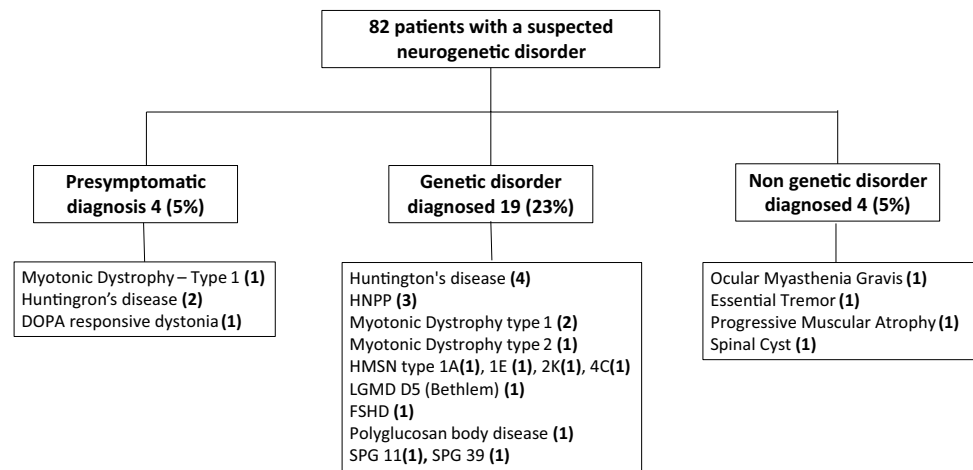 82 patients with a suspected
neurogenetic disorder
Presymptomatic
diagnosis 4 (5%)
Genetic disorder
diagnosed 19 (23%)
Non genetic disorder
diagnosed 4 (5%)
Myotonic Dystrophy – Type 1 (1)
Huntingron’s disease (2)
DOPA responsive dystonia (1)
Huntington's disease (4)
HNPP (3)
Myotonic Dystrophy type 1 (2)
Myotonic Dystrophy type 2 (1)
HMSN type 1A(1), 1E (1), 2K(1), 4C(1)
LGMD D5 (Bethlem) (1)
FSHD (1)
Polyglucosan body disease (1)
SPG 11(1), SPG 39 (1)
Ocular Myasthenia Gravis (1)
Essential Tremor (1)
Progressive Muscular Atrophy (1)
Spinal Cyst (1)